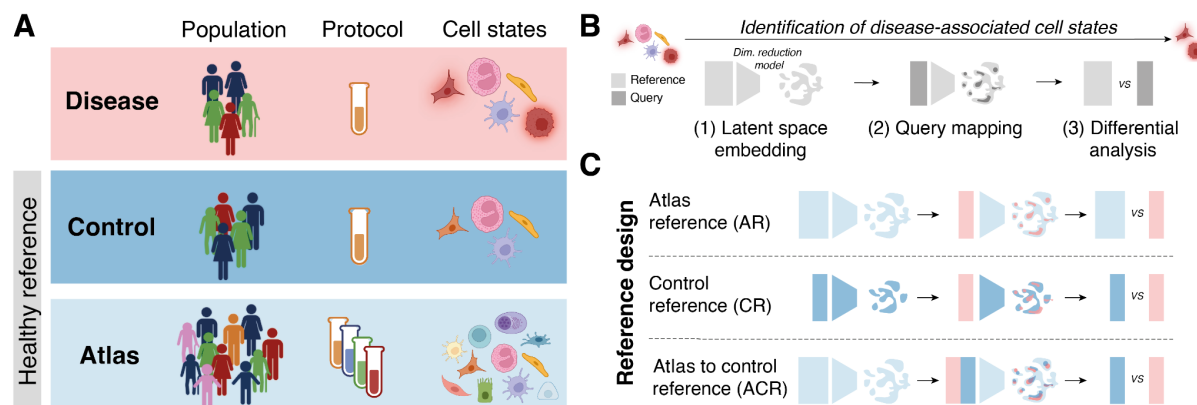 A
Population
Protocol
Cell states
Disease
Healthy reference
Control
Atlas
B
Identification of disease-associated cell states
Reference
Query
Dim. reduction
model
(1) Latent space
embedding
(2) Query mapping
vs
(3) Differential
analysis
C
Reference design
Atlas
reference (AR)
vs
Control
reference (CR)
vs
Atlas to control
reference (ACR)
vs